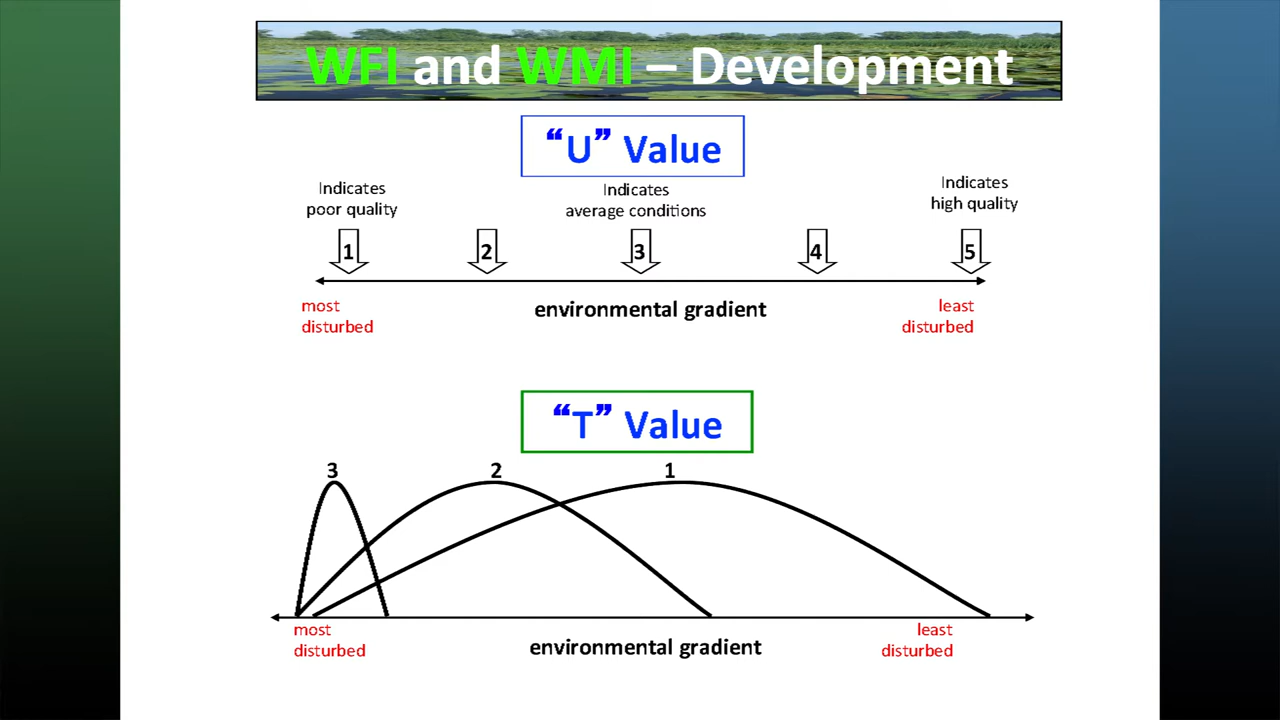 WFI and WMI – Development
“U” Value
Indicates
poor quality
Indicates
average conditions
Indicates
high quality
1
2
3
4
5
most
disturbed
environmental gradient
least
disturbed
“T” Value
3
2
1
most
disturbed
environmental gradient
least
disturbed